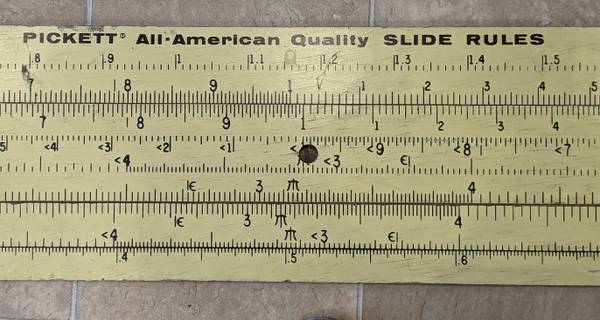 PICKETT® All·American Quality SLIDE RULES
.8 .9 1 1.1 1.2 1.3 1.4 1.5
7 8 9 1 1 2 3 4 5
7 8 9 1 1 2 3 4
5 <4 <3 <2 <1 <9 <8 <7
<4 <3
3 π 4
3 π 4
<4 π <3
.4 .5 .6